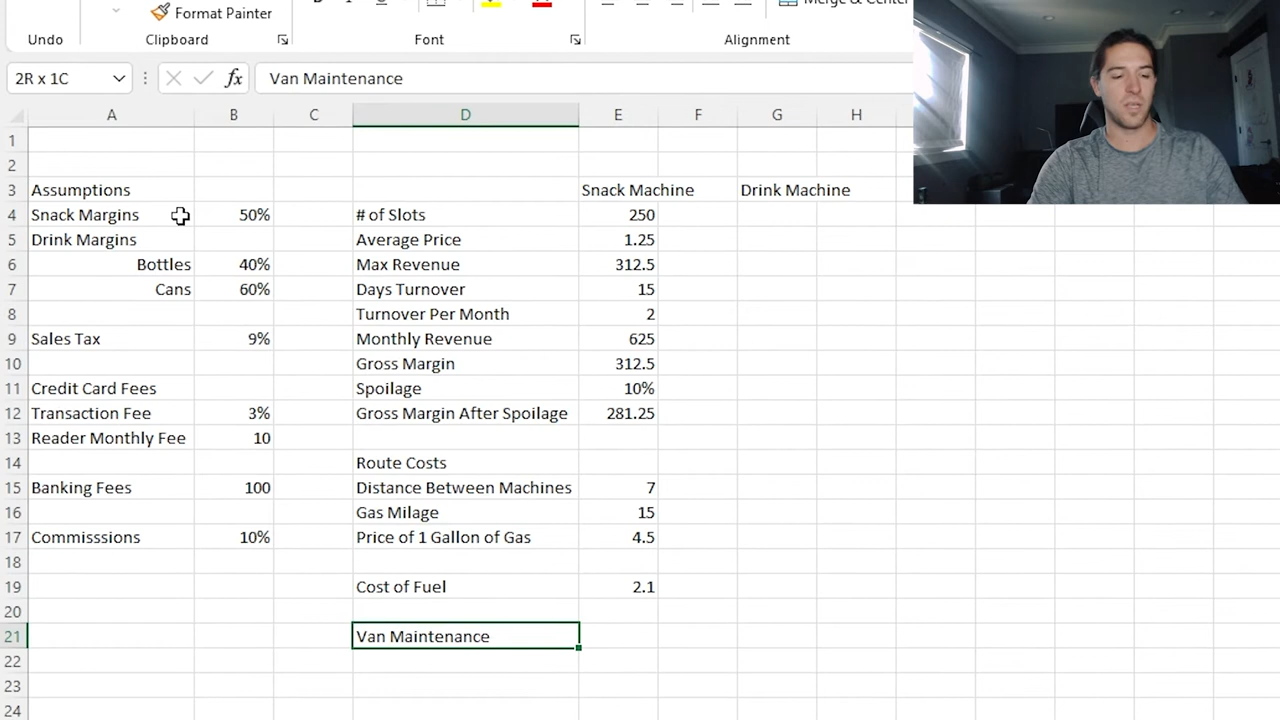 Format Painter
Merge & Center
Undo
Clipboard
Font
Alignment
2R x 1C
fx
Van Maintenance
A B C D E F G H
1
2
3 Assumptions Snack Machine Drink Machine
4 Snack Margins 50% # of Slots 250
5 Drink Margins Average Price 1.25
6 Bottles 40% Max Revenue 312.5
7 Cans 60% Days Turnover 15
8 Turnover Per Month 2
9 Sales Tax 9% Monthly Revenue 625
10 Gross Margin 312.5
11 Credit Card Fees Spoilage 10%
12 Transaction Fee 3% Gross Margin After Spoilage 281.25
13 Reader Monthly Fee 10
14 Route Costs
15 Banking Fees 100 Distance Between Machines 7
16 Gas Milage 15
17 Commisssions 10% Price of 1 Gallon of Gas 4.5
18
19 Cost of Fuel 2.1
20
21 Van Maintenance
22
23
24